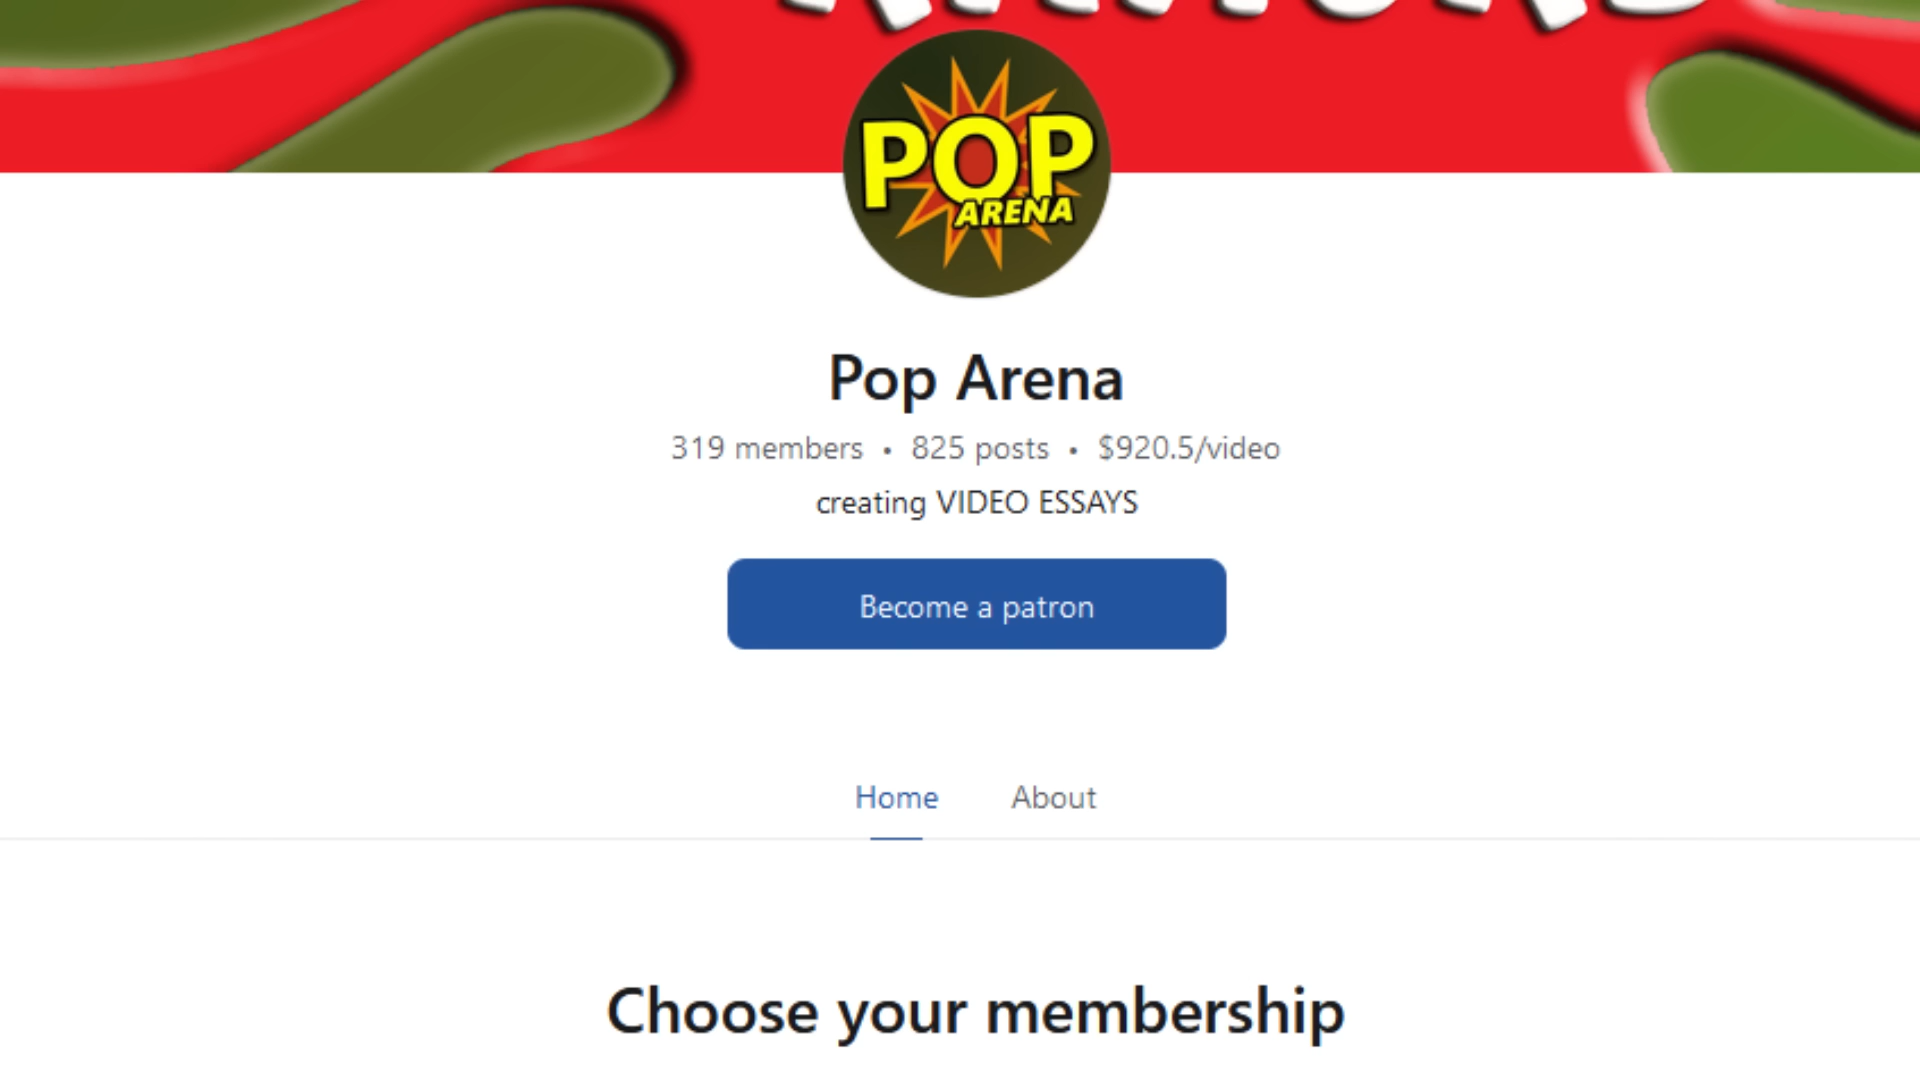 POP
ARENA
Pop Arena
319 members • 825 posts • $920.5/video
creating VIDEO ESSAYS
Become a patron
Home About
Choose your membership